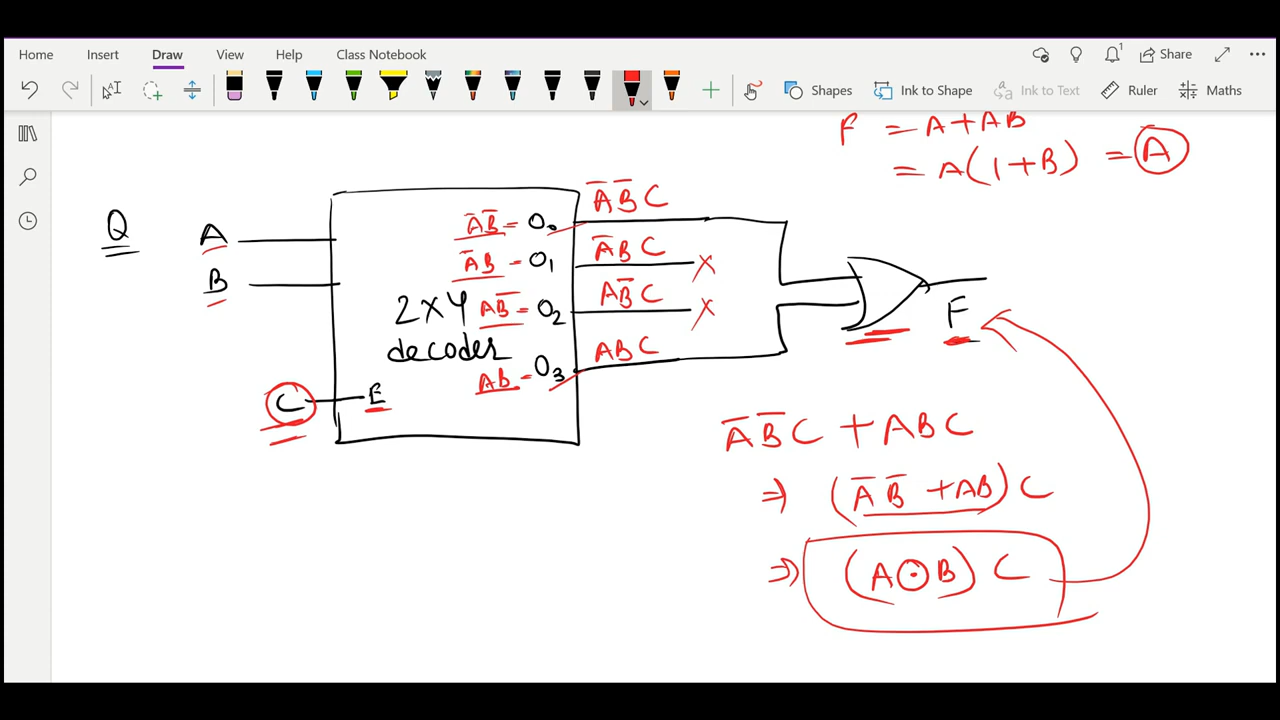 Home Insert Draw View Help Class Notebook
1 Share
Shapes Ink to Shape Ink to Text Ruler Maths
F = A + AB
= A(1+B) = A
Q
A
B
2x4
decoder
C E
A̅B̅ = O₀
A̅B = O₁
AB̅ = O₂
AB = O₃
A̅B̅C
A̅BC X
AB̅C X
ABC
F
A̅B̅C + ABC
⇒ (A̅B̅ + AB)C
⇒ (A⊙B) C